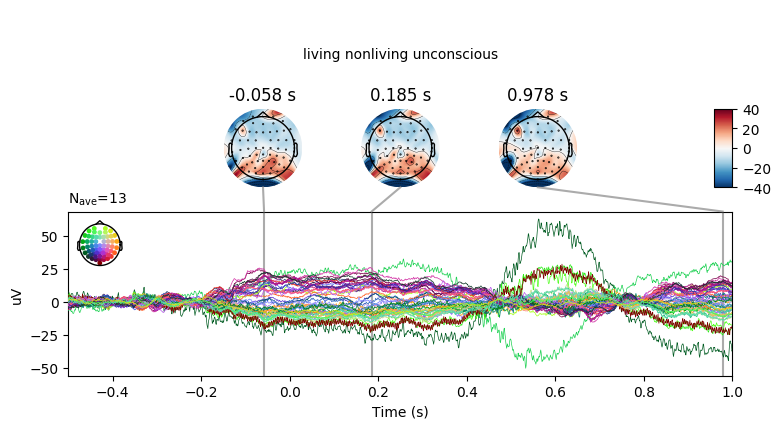 living nonliving unconscious
-0.058 s 0.185 s 0.978 s
40
20
0
−20
−40
Nave=13
50
25
0
−25
−50
uV
−0.4 −0.2 0.0 0.2 0.4 0.6 0.8 1.0
Time (s)